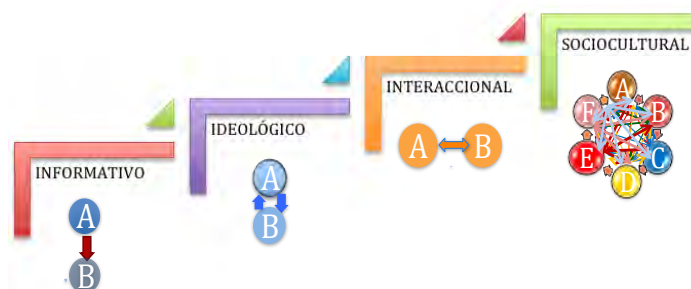 INFORMATIVO
A
B
IDEOLÓGICO
A
B
INTERACCIONAL
A B
SOCIOCULTURAL
A
F B
E C
D